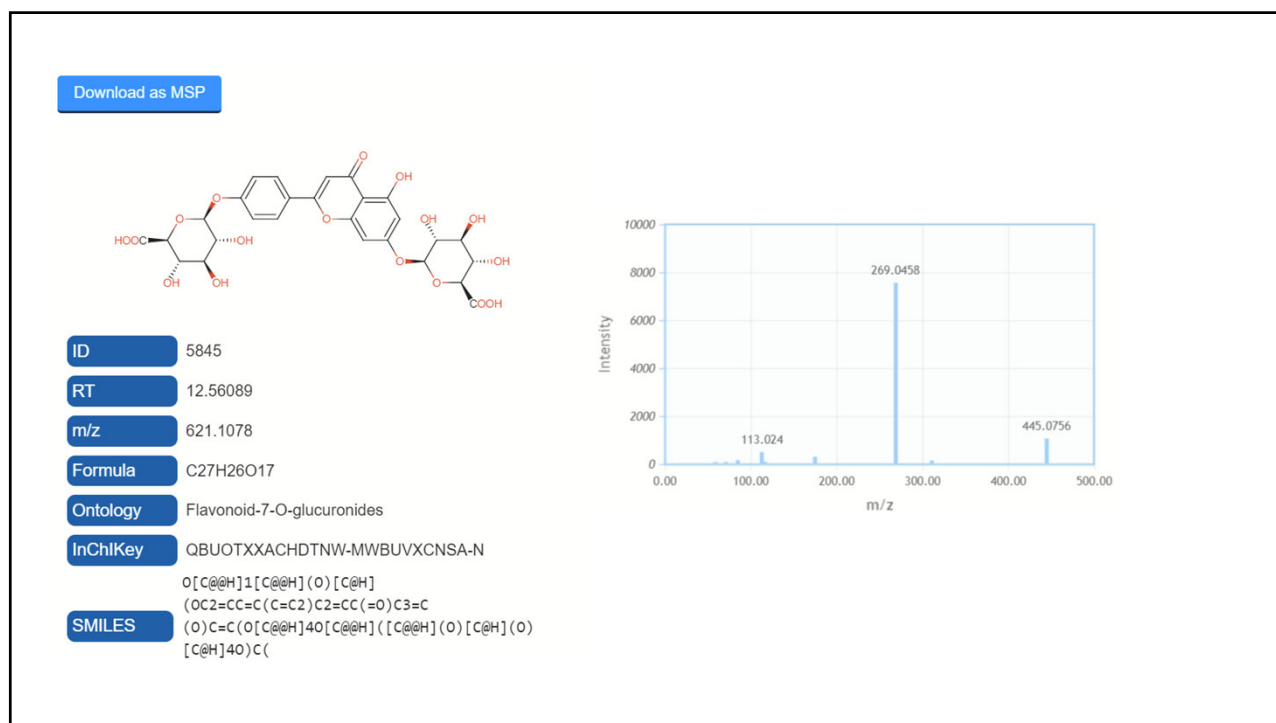 Download as MSP
O
OH
O
O
O
OH
OH
HOOC
OH
OH
OH
O
O
OH
OH
COOH
ID 5845
RT 12.56089
m/z 621.1078
Formula C27H26O17
Ontology Flavonoid-7-O-glucuronides
InChIKey QBUOTXXACHDTNW-MWBUVXCNSA-N
SMILES
O[C@@H]1[C@@H](O)[C@H]
(OC2=CC=C(C=C2)C2=CC(=O)C3=C
(O)C=C(O[C@@H]4O[C@@H]([C@@H](O)[C@H](O)
[C@H]4O)C(
10000
8000
6000
4000
2000
0
Intensity
269.0458
445.0756
113.024
0.00 100.00 200.00 300.00 400.00 500.00
m/z